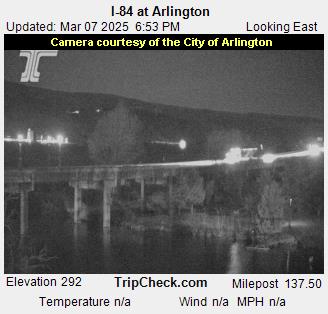 I-84 at Arlington
Updated: Mar 07 2025 6:53 PM Looking East
Camera courtesy of the City of Arlington
Elevation 292 TripCheck.com Milepost 137.50
Temperature n/a Wind n/a MPH n/a